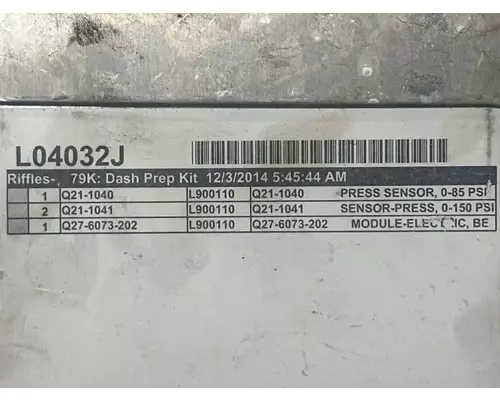 L04032J
Riffles- 79K: Dash Prep Kit 12/3/2014 5:45:44 AM
1 Q21-1040 L900110 Q21-1040 PRESS SENSOR, 0-85 PSI
2 Q21-1041 L900110 Q21-1041 SENSOR-PRESS, 0-150 PSI
1 Q27-6073-202 L900110 Q27-6073-202 MODULE-ELECTRIC, BE